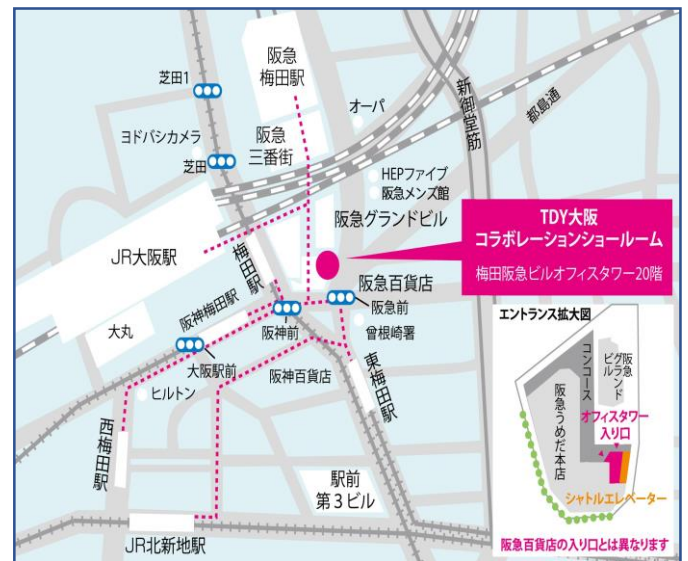 阪急
梅田駅
芝田1
新御堂筋
オーパ
都島通
ヨドバシカメラ
阪急
三番街
芝田
HEPファイブ
阪急メンズ館
阪急グランドビル
TDY大阪
コラボレーションショールーム
梅田阪急ビルオフィスタワー20階
JR大阪駅
梅田駅
阪急百貨店
阪急前
阪神梅田駅
大丸
阪神前
曾根崎署
大阪駅前
阪神百貨店
東梅田駅
ヒルトン
西梅田駅
駅前
第3ビル
JR北新地駅
エントランス拡大図
コンコース
阪急
グランド
ビル
阪急うめだ本店
オフィスタワー
入り口
シャトルエレベーター
阪急百貨店の入り口とは異なります